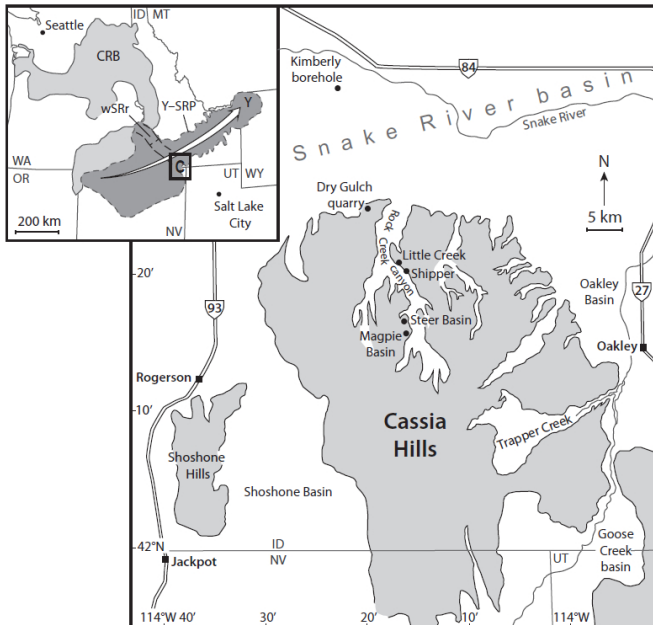 Seattle
ID
MT
CRB
wSRr
Y–SRP
Y
C
WA
OR
UT
WY
Salt Lake
City
NV
200 km
84
Kimberly
borehole
Snake River basin
Snake River
N
5 km
Dry Gulch
quarry
Rock
Creek
canyon
Little Creek
Shipper
Oakley
Basin
27
-20'
93
Steer Basin
Magpie
Basin
Oakley
Rogerson
-10'
Cassia
Hills
Trapper Creek
Shoshone
Hills
Shoshone Basin
-42°N
ID
NV
UT
Goose
Creek
basin
Jackpot
114°W 40'
30'
20'
10'
114°W